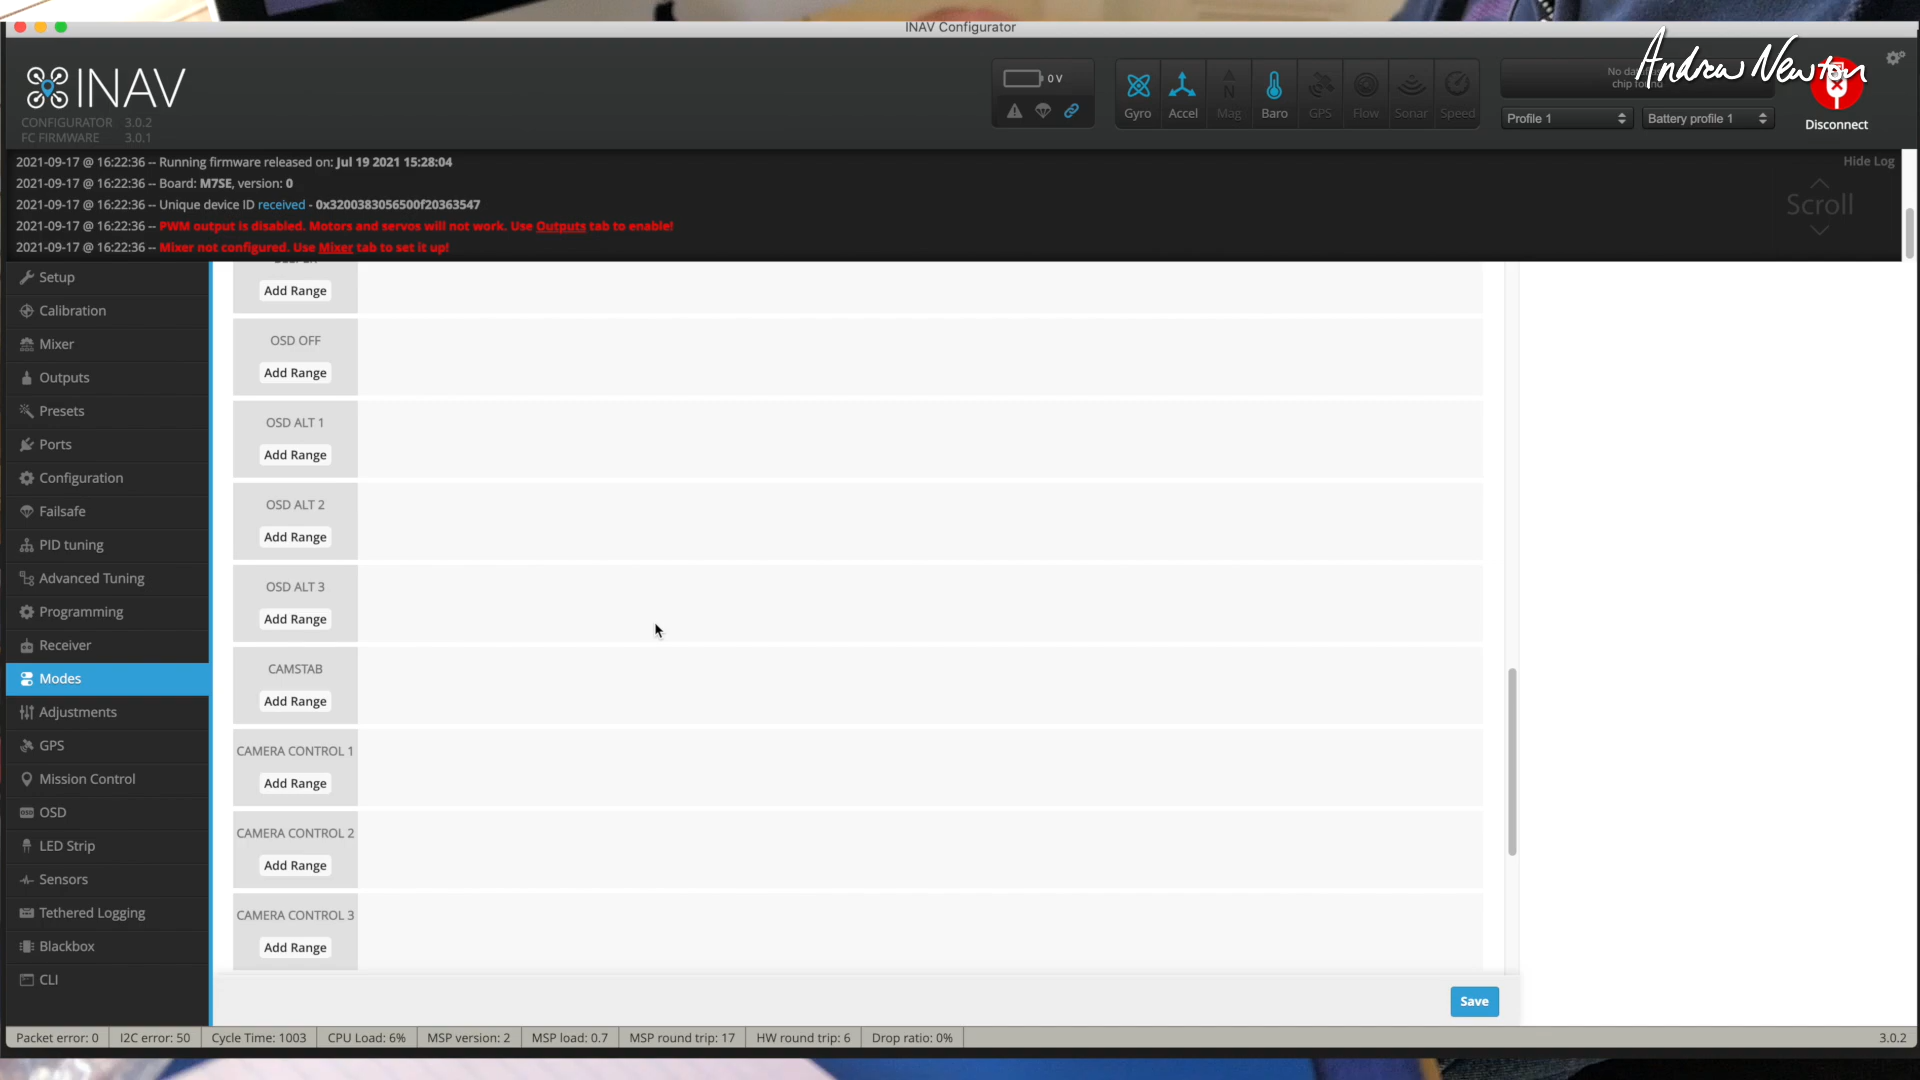 INAV Configurator
INAV
CONFIGURATOR 3.0.2
FC FIRMWARE 3.0.1
0 V
Gyro
Accel
Mag
Baro
GPS
Flow
Sonar
Speed
chip found
Andrew Newton
Profile 1
Battery profile 1
Disconnect
2021-09-17 @ 16:22:36 -- Running firmware released on: Jul 19 2021 15:28:04
2021-09-17 @ 16:22:36 -- Board: M7SE, version: 0
2021-09-17 @ 16:22:36 -- Unique device ID received - 0x3200383056500f20363547
2021-09-17 @ 16:22:36 -- PWM output is disabled. Motors and servos will not work. Use Outputs tab to enable!
2021-09-17 @ 16:22:36 -- Mixer not configured. Use Mixer tab to set it up!
Hide Log
Scroll
Setup
Calibration
Mixer
Outputs
Presets
Ports
Configuration
Failsafe
PID tuning
Advanced Tuning
Programming
Receiver
Modes
Adjustments
GPS
Mission Control
OSD
LED Strip
Sensors
Tethered Logging
Blackbox
CLI
Add Range
OSD OFF
Add Range
OSD ALT 1
Add Range
OSD ALT 2
Add Range
OSD ALT 3
Add Range
CAMSTAB
Add Range
CAMERA CONTROL 1
Add Range
CAMERA CONTROL 2
Add Range
CAMERA CONTROL 3
Add Range
Save
Packet error: 0
I2C error: 50
Cycle Time: 1003
CPU Load: 6%
MSP version: 2
MSP load: 0.7
MSP round trip: 17
HW round trip: 6
Drop ratio: 0%
3.0.2